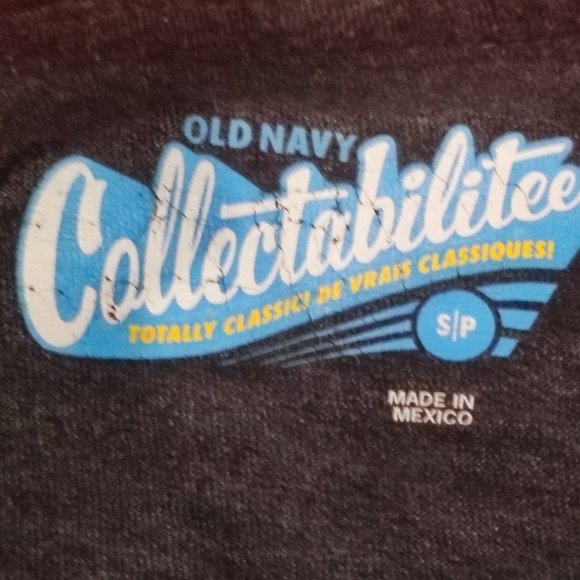 OLD NAVY
Collectabilitee
TOTALLY CLASSIC! DE VRAIS CLASSIQUES!
S|P
MADE IN
MEXICO